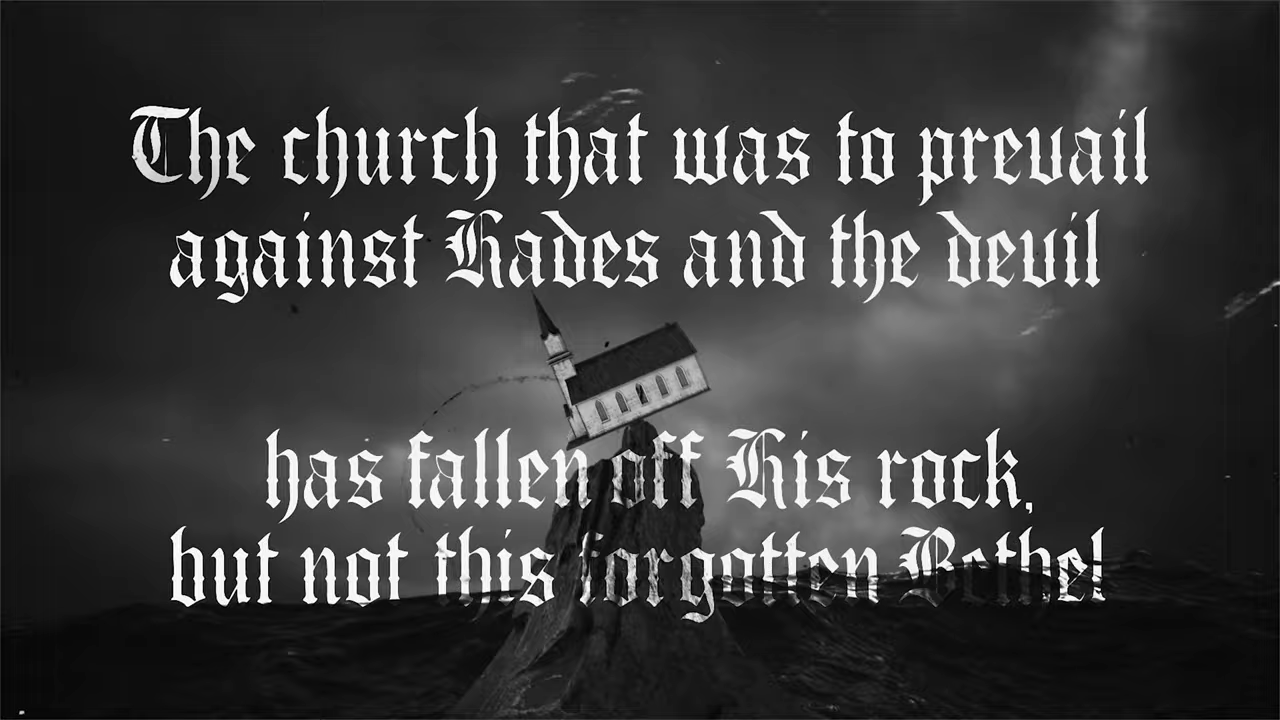 The church that was to prevail
against Hades and the devil
has fallen off His rock,
but not this forgotten Bethel